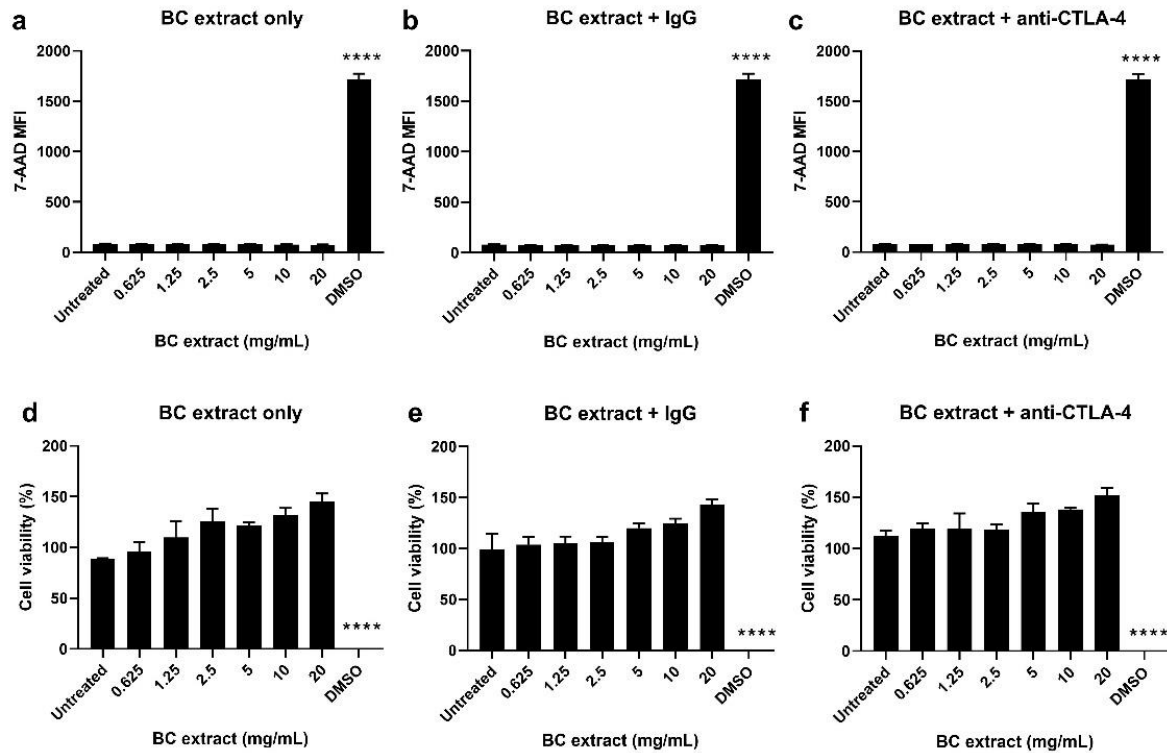 a
BC extract only
7-AAD MFI
2000
1500
1000
500
0
****
Untreated
0.625
1.25
2.5
5
10
20
DMSO
BC extract (mg/mL)
b
BC extract + IgG
7-AAD MFI
2000
1500
1000
500
0
****
Untreated
0.625
1.25
2.5
5
10
20
DMSO
BC extract (mg/mL)
c
BC extract + anti-CTLA-4
7-AAD MFI
2000
1500
1000
500
0
****
Untreated
0.625
1.25
2.5
5
10
20
DMSO
BC extract (mg/mL)
d
BC extract only
Cell viability (%)
200
150
100
50
0
****
Untreated
0.625
1.25
2.5
5
10
20
DMSO
BC extract (mg/mL)
e
BC extract + IgG
Cell viability (%)
200
150
100
50
0
****
Untreated
0.625
1.25
2.5
5
10
20
DMSO
BC extract (mg/mL)
f
BC extract + anti-CTLA-4
Cell viability (%)
200
150
100
50
0
****
Untreated
0.625
1.25
2.5
5
10
20
DMSO
BC extract (mg/mL)